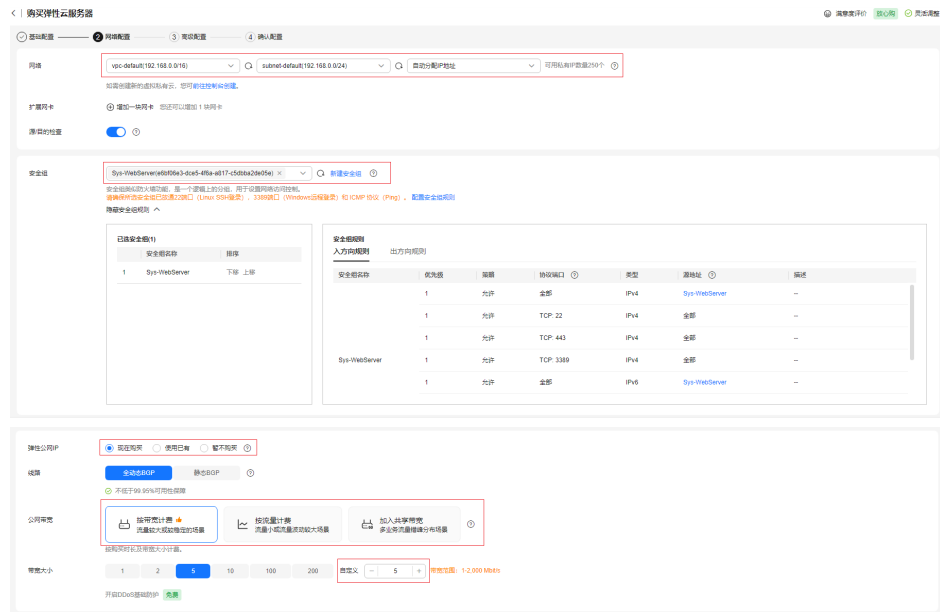 购买弹性云服务器
满意度评价 放心购 灵活调整
基础配置 2 网络配置 3 高级配置 4 确认配置
网络 vpc-default(192.168.0.0/16) subnet-default(192.168.0.0/24) 自动分配IP地址 可用私有IP数量250个
如需创建新的虚拟私有云，您可前往控制台创建。
扩展网卡 增加一块网卡 您还可以增加 1 块网卡
源/目的检查
安全组 Sys-WebServer(e6bf06e3-dce5-4f6a-a817-c5dbba2de05e) × 新建安全组
安全组类似防火墙功能，是一个逻辑上的分组，用于设置网络访问控制。
请确保所选安全组已放通22端口（Linux SSH登录），3389端口（Windows远程登录）和 ICMP 协议（Ping）。 配置安全组规则
隐藏安全组规则
已选安全组(1)
安全组名称 排序
1 Sys-WebServer 下移 上移
安全组规则
入方向规则 出方向规则
安全组名称 优先级 策略 协议端口 类型 源地址 描述
1 允许 全部 IPv4 Sys-WebServer --
1 允许 TCP: 22 IPv4 全部 --
1 允许 TCP: 443 IPv4 全部 --
Sys-WebServer 1 允许 TCP: 3389 IPv4 全部 --
1 允许 全部 IPv6 Sys-WebServer --
弹性公网IP 现在购买 使用已有 暂不购买
线路 全动态BGP 静态BGP
不低于99.95%可用性保障
公网带宽 按带宽计费 按流量计费 加入共享带宽
流量较大或较稳定的场景 流量小或流量波动较大场景 多业务流量错峰分布场景
按购买时长及带宽大小计费。
带宽大小 1 2 5 10 100 200 自定义 − 5 + 带宽范围：1-2,000 Mbit/s
开启DDoS基础防护 免费